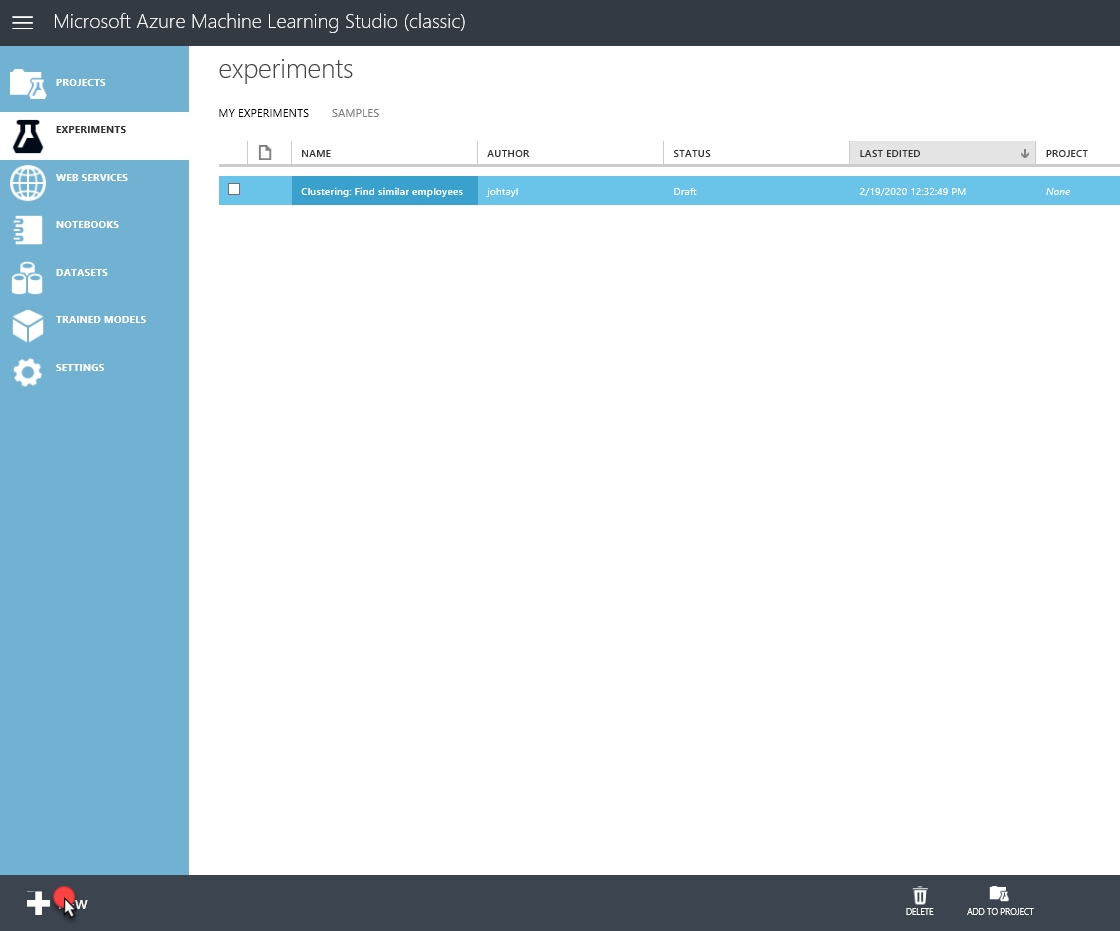 Microsoft Azure Machine Learning Studio (classic)
PROJECTS
EXPERIMENTS
WEB SERVICES
NOTEBOOKS
DATASETS
TRAINED MODELS
SETTINGS
experiments
MY EXPERIMENTS SAMPLES
NAME AUTHOR STATUS LAST EDITED PROJECT
Clustering: Find similar employees johtayl Draft 2/19/2020 12:32:49 PM None
DELETE ADD TO PROJECT